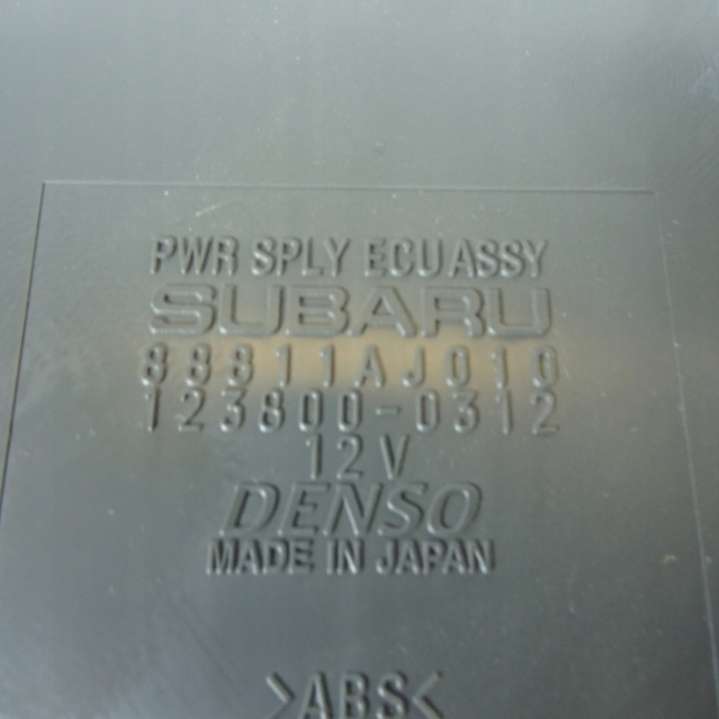 PWR SPLY ECU ASSY
SUBARU
88811AJ010
123800-0312
12V
DENSO
MADE IN JAPAN
>ABS<